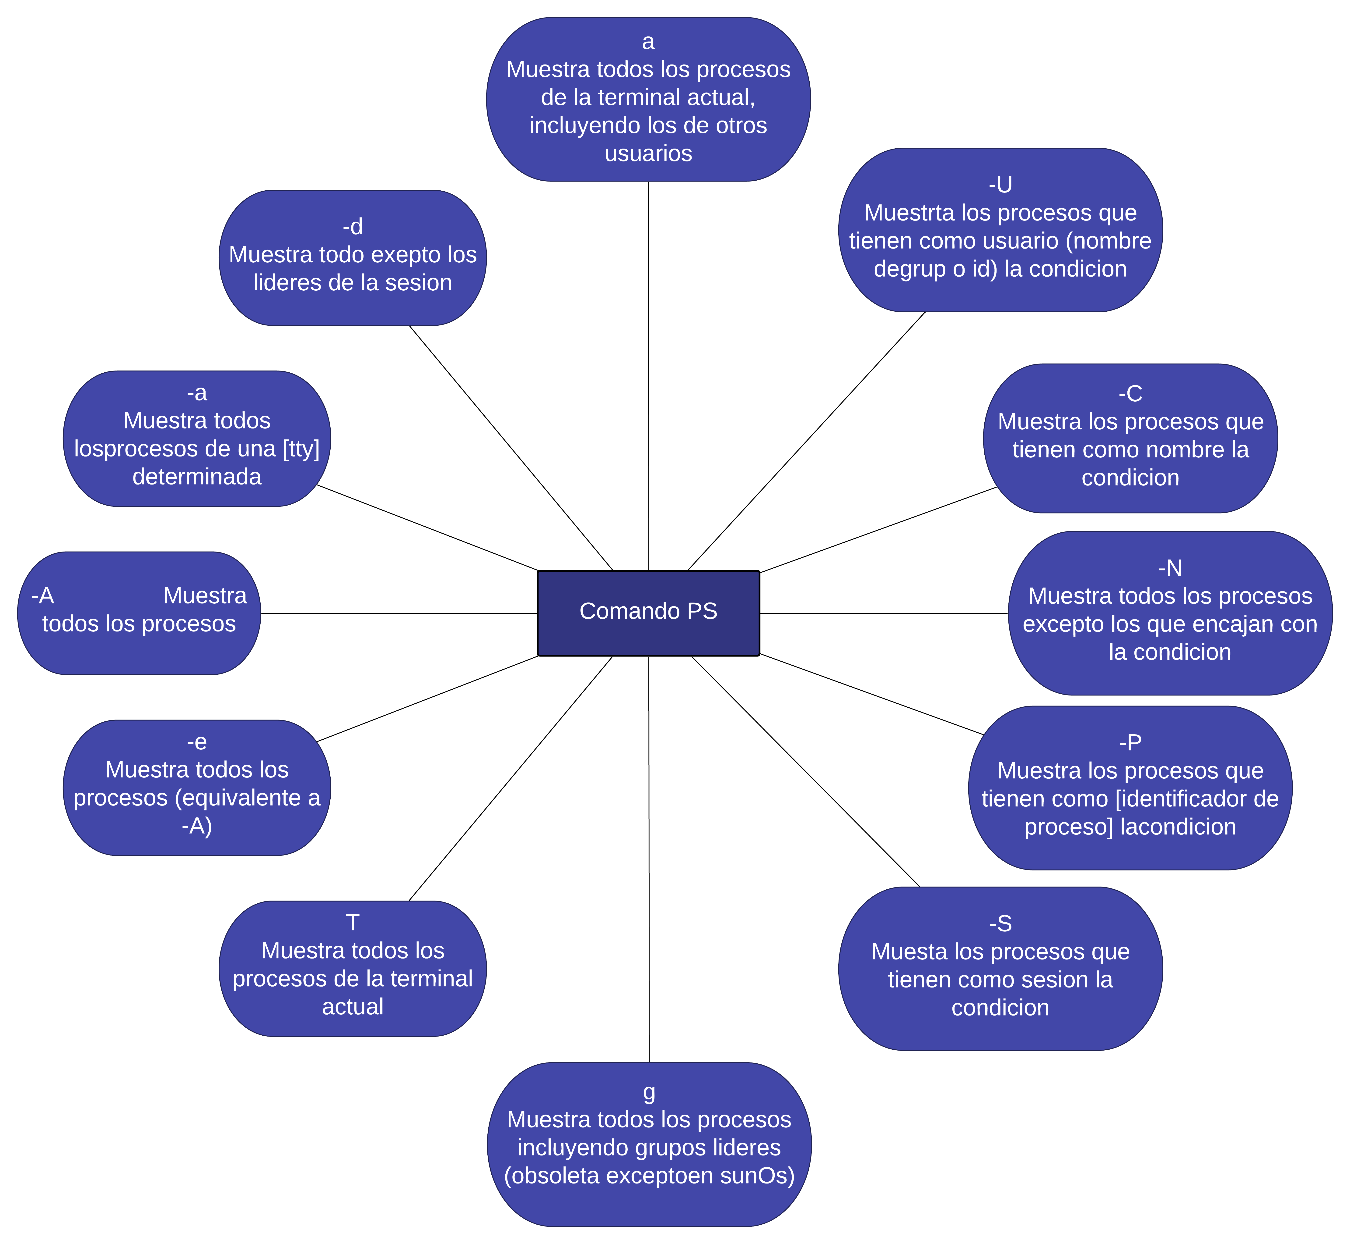 a
Muestra todos los procesos
de la terminal actual,
incluyendo los de otros
usuarios
-U
Muestrta los procesos que
tienen como usuario (nombre
degrup o id) la condicion
-d
Muestra todo exepto los
lideres de la sesion
-a
Muestra todos
losprocesos de una [tty]
determinada
-C
Muestra los procesos que
tienen como nombre la
condicion
-A Muestra
todos los procesos
Comando PS
-N
Muestra todos los procesos
excepto los que encajan con
la condicion
-e
Muestra todos los
procesos (equivalente a
-A)
-P
Muestra los procesos que
tienen como [identificador de
proceso] lacondicion
T
Muestra todos los
procesos de la terminal
actual
-S
Muesta los procesos que
tienen como sesion la
condicion
g
Muestra todos los procesos
incluyendo grupos lideres
(obsoleta exceptoen sunOs)